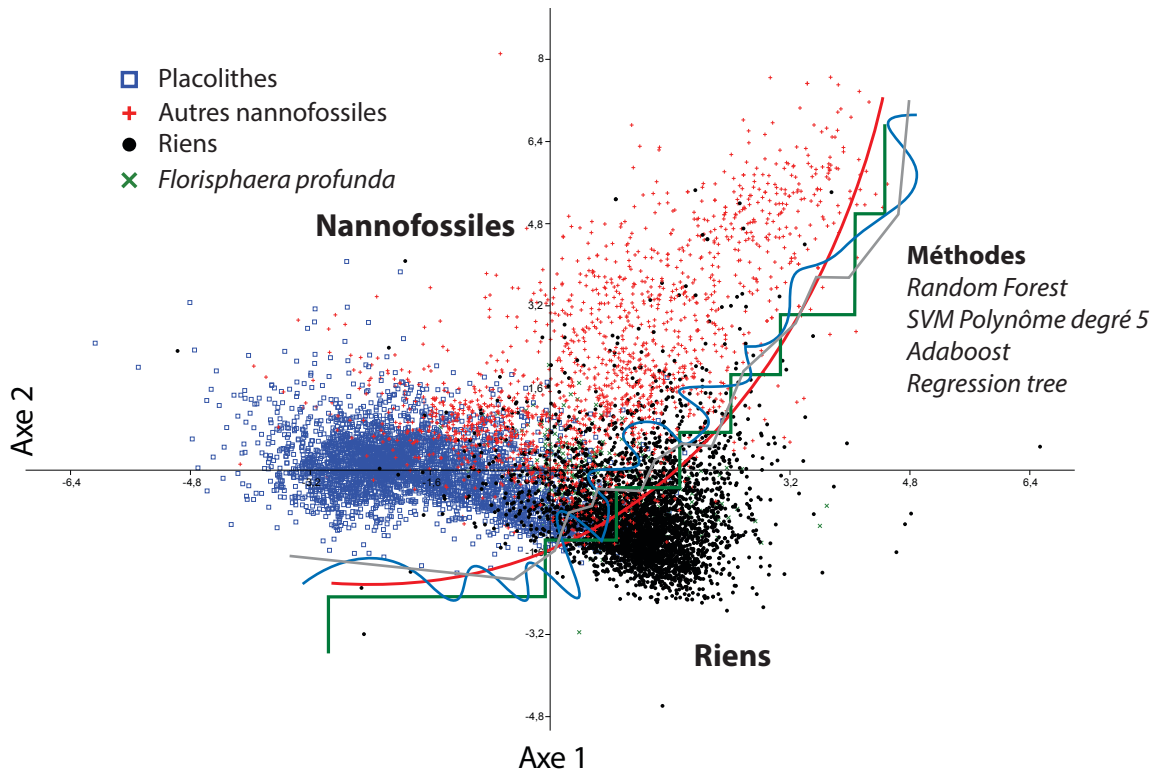 Placolithes
Autres nannofossiles
Riens
Florisphaera profunda
Nannofossiles
Méthodes
Random Forest
SVM Polynôme degré 5
Adaboost
Regression tree
Riens
Axe 2
Axe 1
8
6,4
4,8
3,2
1,6
-3,2
-4,8
-6,4
-4,8
-3,2
-1,6
3,2
4,8
6,4